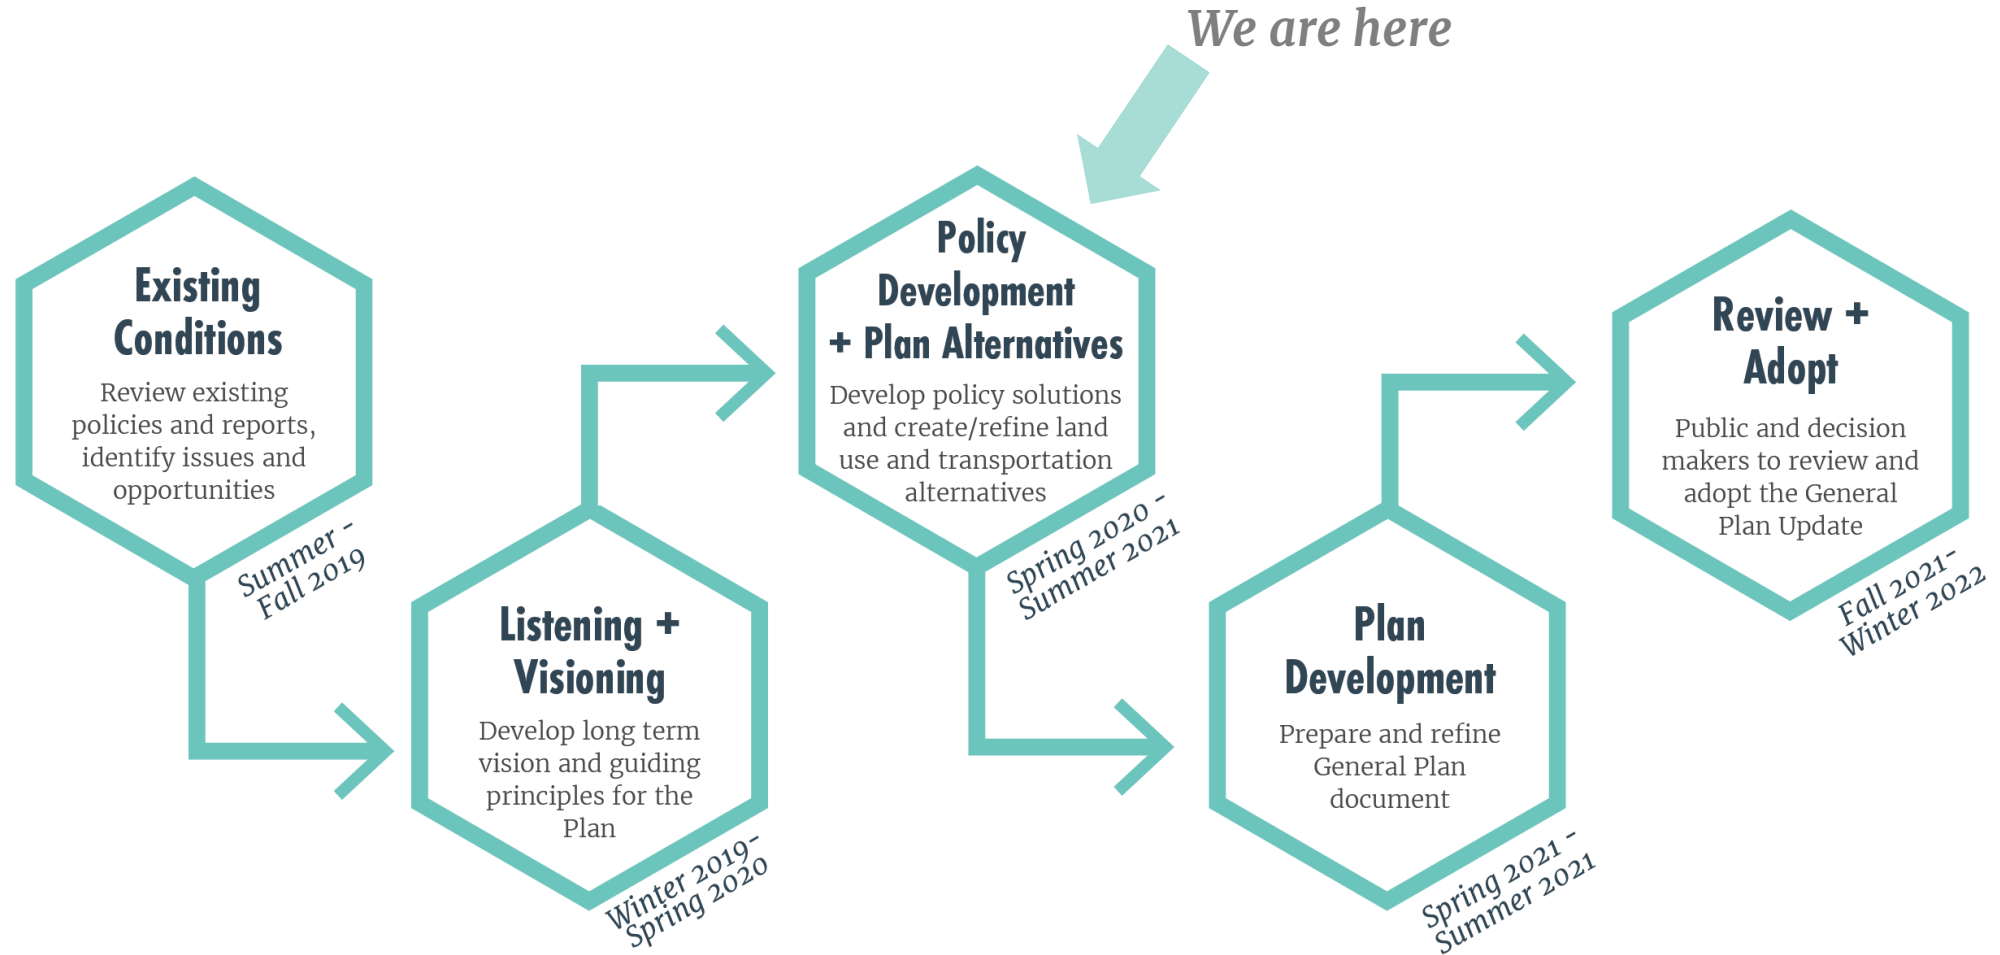 We are here
Existing
Conditions
Review existing
policies and reports,
identify issues and
opportunities
Summer -
Fall 2019
Listening +
Visioning
Develop long term
vision and guiding
principles for the
Plan
Winter 2019-
Spring 2020
Policy
Development
+ Plan Alternatives
Develop policy solutions
and create/refine land
use and transportation
alternatives
Spring 2020 -
Summer 2021
Plan
Development
Prepare and refine
General Plan
document
Spring 2021 -
Summer 2021
Review +
Adopt
Public and decision
makers to review and
adopt the General
Plan Update
Fall 2021-
Winter 2022